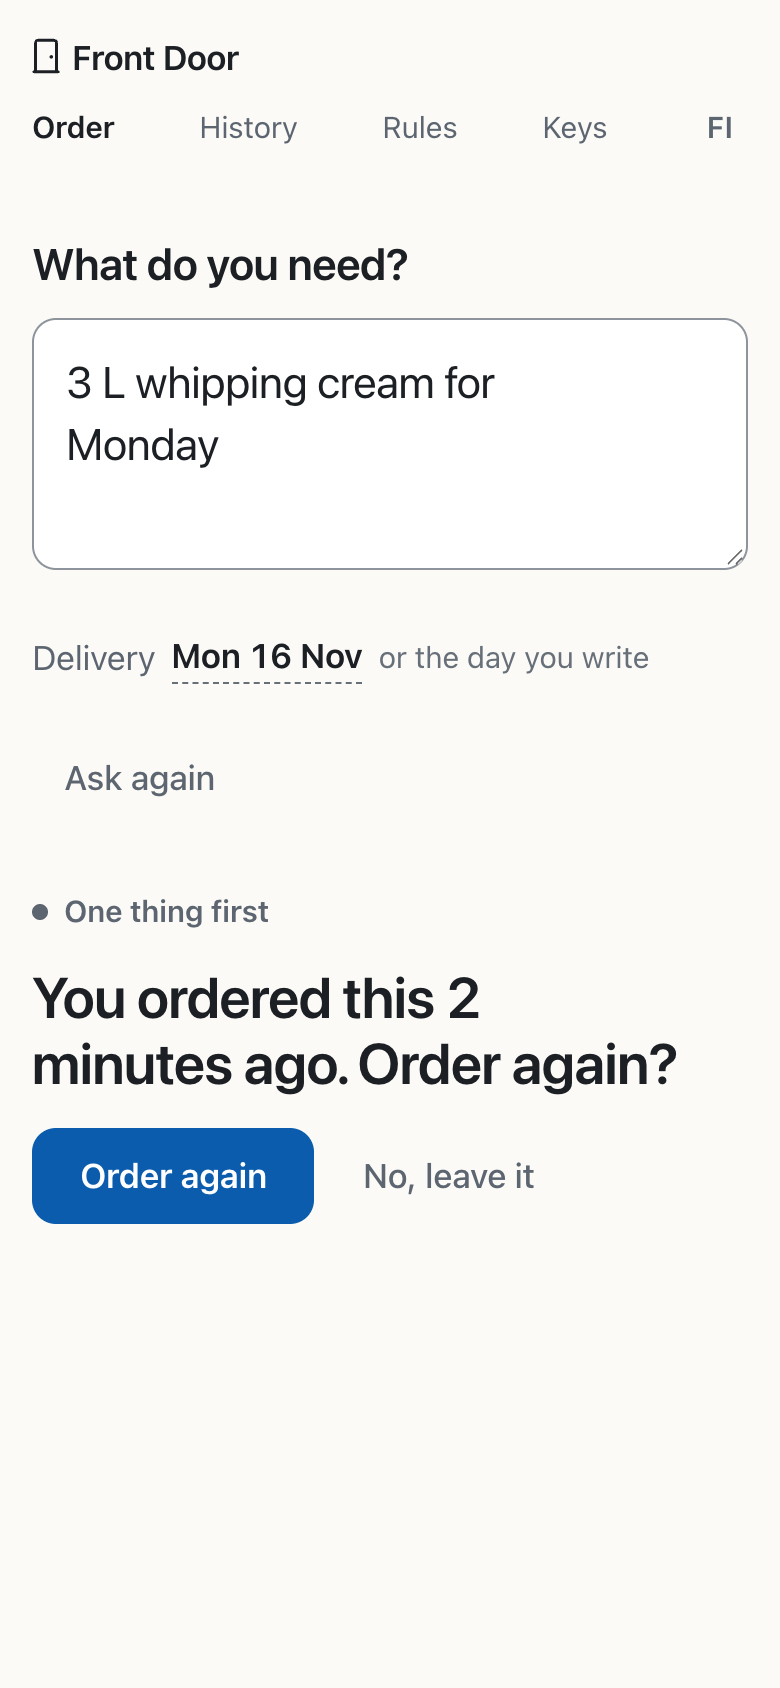 Front Door
Order History Rules Keys FI
What do you need?
3 L whipping cream for
Monday
Delivery Mon 16 Nov or the day you write
Ask again
One thing first
You ordered this 2
minutes ago. Order again?
Order again No, leave it